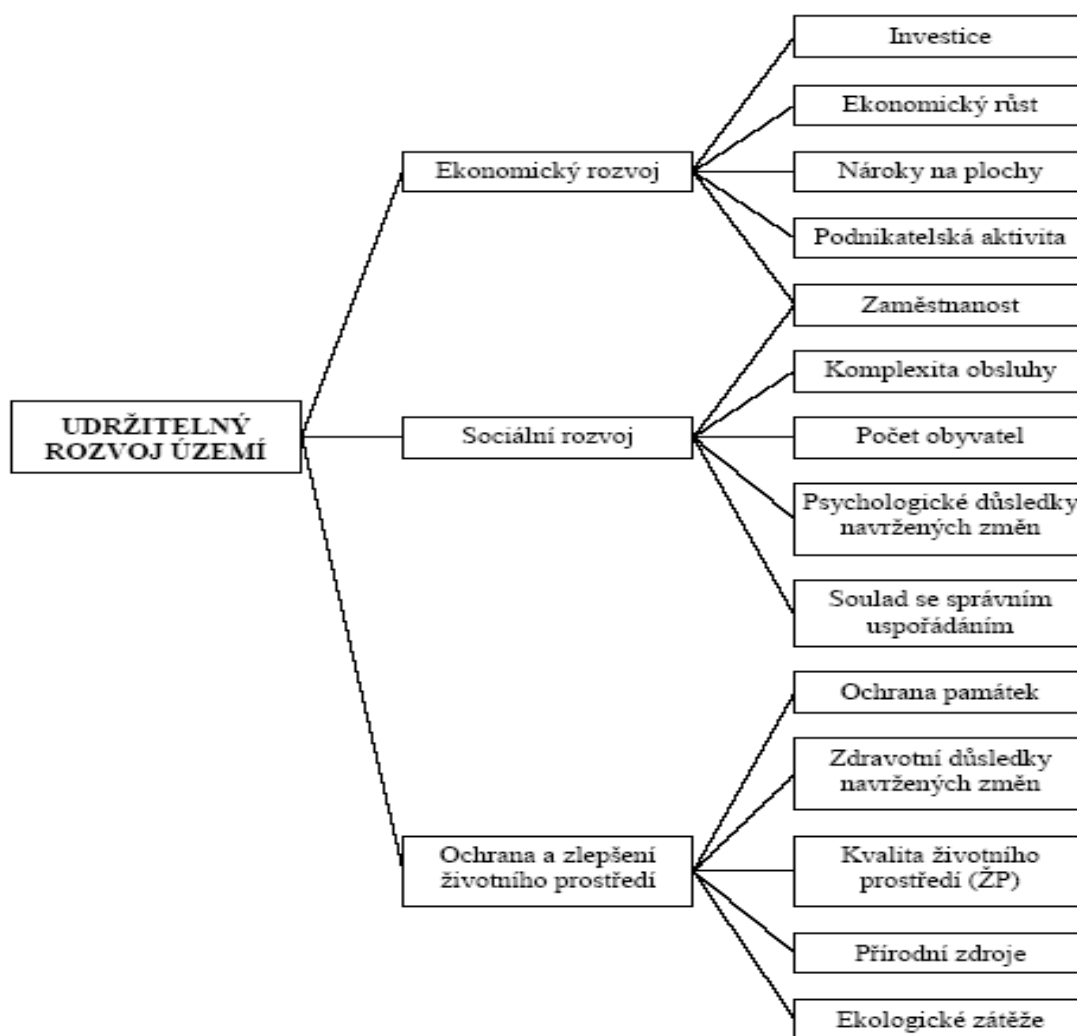 Investice
Ekonomický růst
Ekonomický rozvoj
Nároky na plochy
Podnikatelská aktivita
Zaměstnanost
Komplexita obsluhy
UDRŽITELNÝ
ROZVOJ ÚZEMÍ
Sociální rozvoj
Počet obyvatel
Psychologické důsledky
navržených změn
Soulad se správním
uspořádáním
Ochrana památek
Zdravotní důsledky
navržených změn
Ochrana a zlepšení
životního prostředí
Kvalita životního
prostředí (ŽP)
Přírodní zdroje
Ekologické zátěže